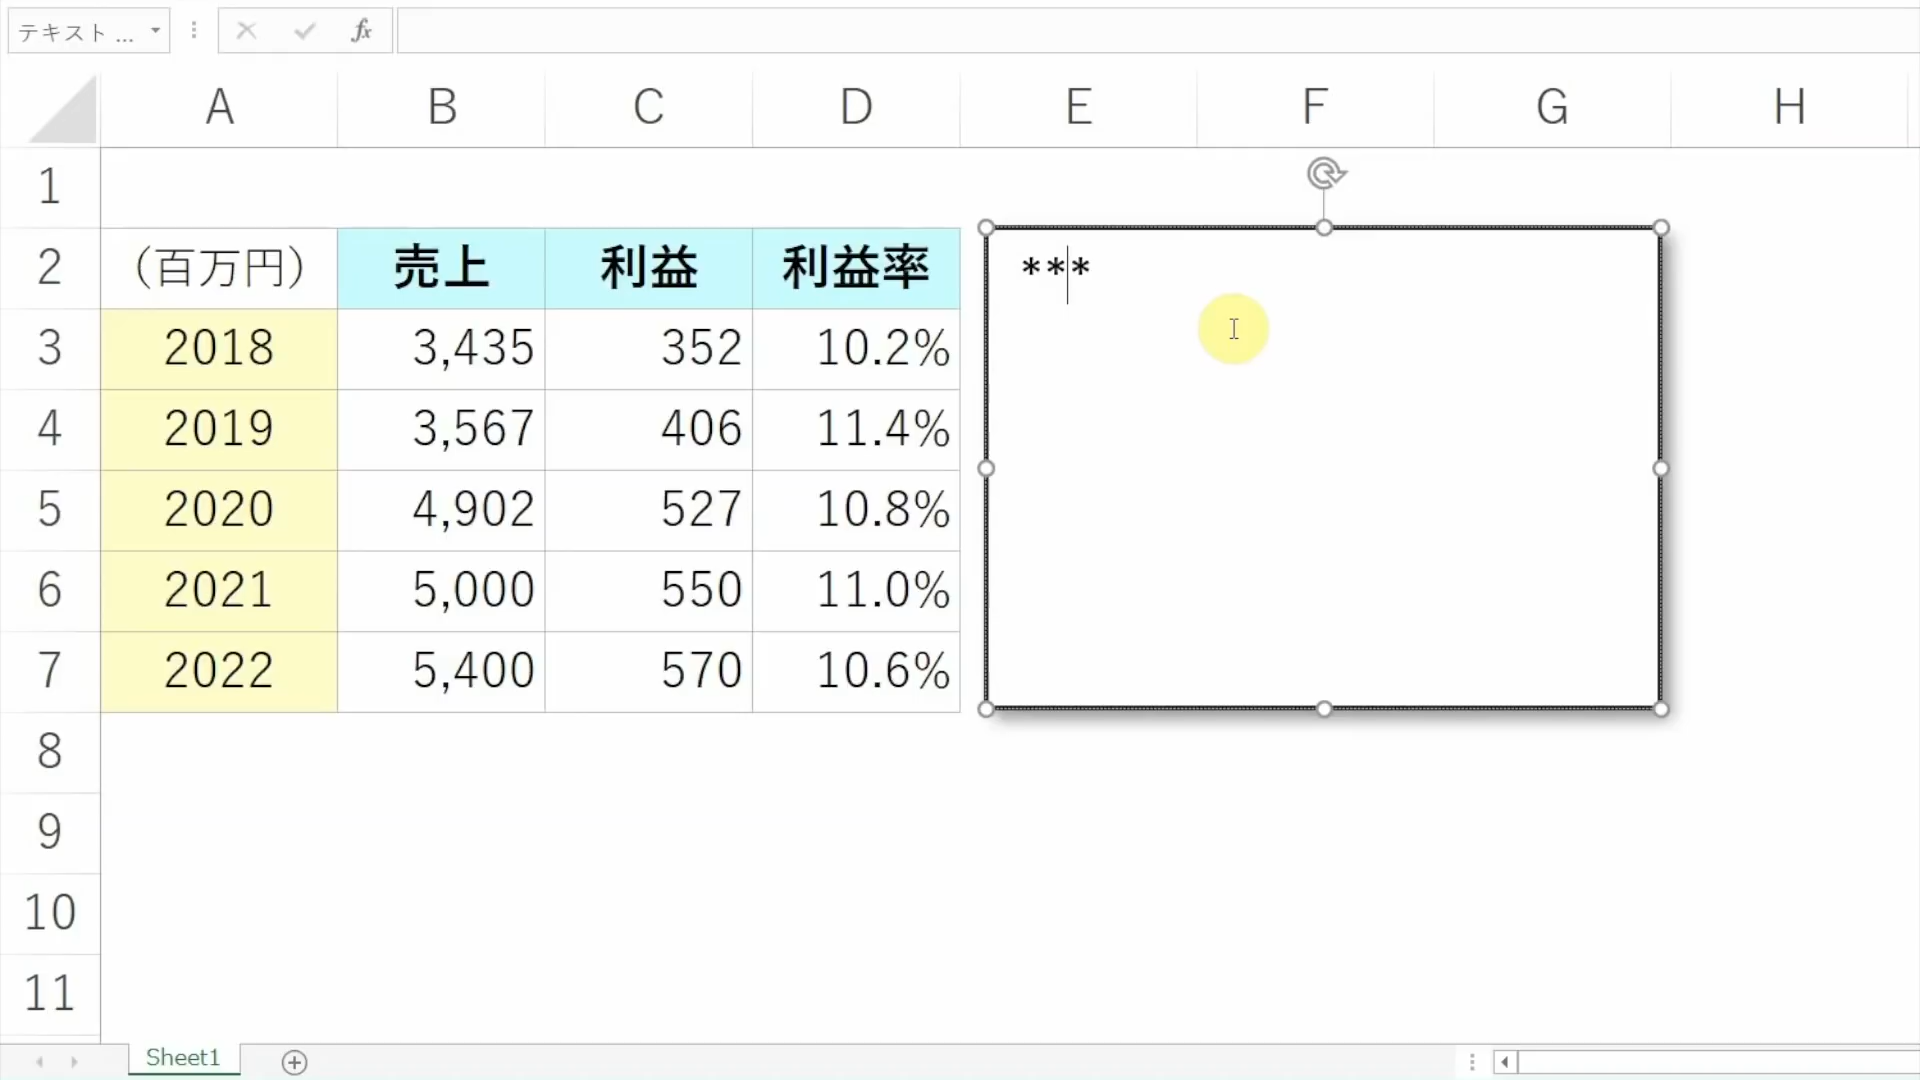 テキスト ...
fx
A B C D E F G H
1
2 （百万円） 売上 利益 利益率 ***
3 2018 3,435 352 10.2%
4 2019 3,567 406 11.4%
5 2020 4,902 527 10.8%
6 2021 5,000 550 11.0%
7 2022 5,400 570 10.6%
8
9
10
11
Sheet1